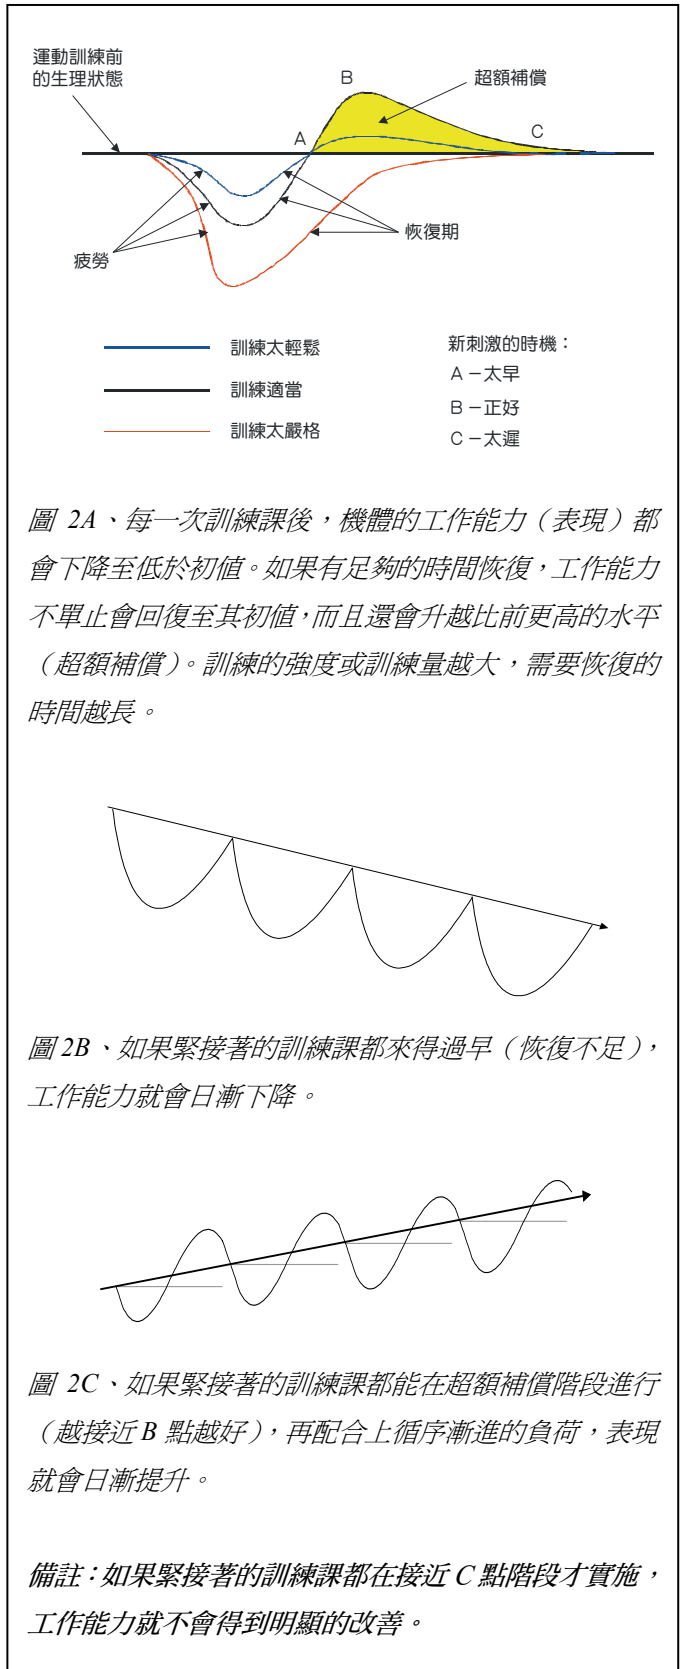 運動訓練前
的生理狀態
B
超額補償
A
C
疲勞
恢復期
訓練太輕鬆
訓練適當
訓練太嚴格
新刺激的時機：
A－太早
B－正好
C－太遲
圖 2A、每一次訓練課後，機體的工作能力（表現）都
會下降至低於初值。如果有足夠的時間恢復，工作能力
不單止會回復至其初值，而且還會升越比前更高的水平
（超額補償）。訓練的強度或訓練量越大，需要恢復的
時間越長。
圖 2B、如果緊接著的訓練課都來得過早（恢復不足），
工作能力就會日漸下降。
圖 2C、如果緊接著的訓練課都能在超額補償階段進行
（越接近 B 點越好），再配合上循序漸進的負荷，表現
就會日漸提升。
備註：如果緊接著的訓練課都在接近 C 點階段才實施，
工作能力就不會得到明顯的改善。